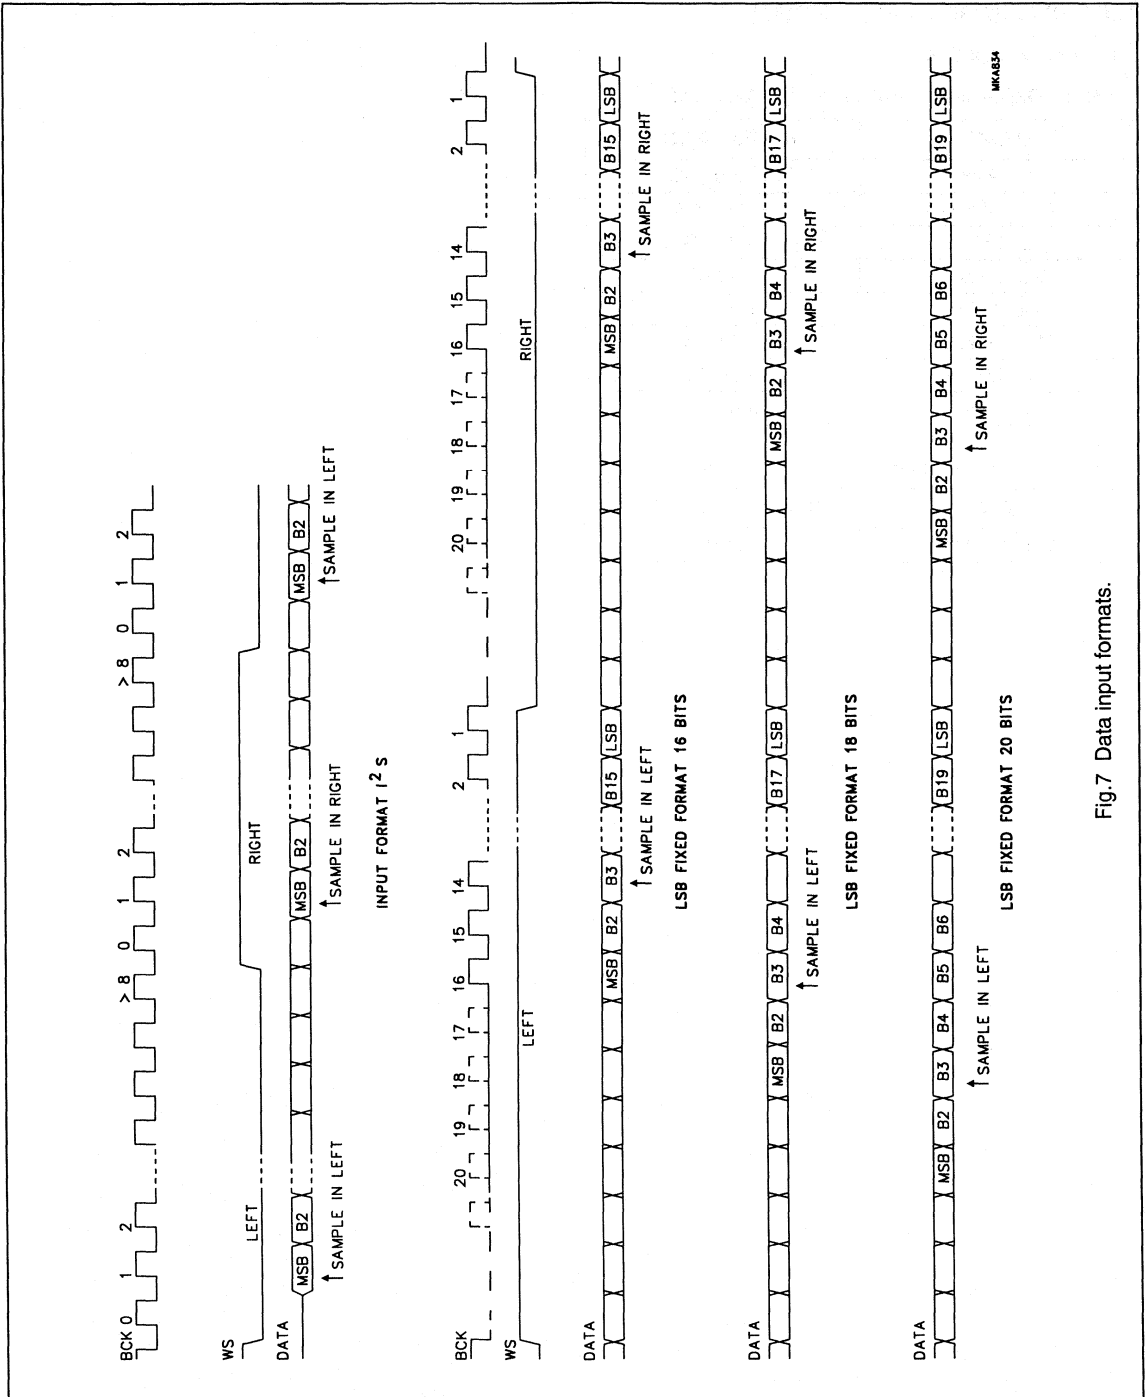 BCK 0 1 2 >8 0 1 2 >8 0 1 2
WS LEFT RIGHT
DATA MSB B2 MSB B2 MSB B2
SAMPLE IN LEFT SAMPLE IN RIGHT SAMPLE IN LEFT
INPUT FORMAT I²S
BCK 20 19 18 17 16 15 14 2 1 20 19 18 17 16 15 14 2 1
WS LEFT RIGHT
DATA MSB B2 B3 B15 LSB MSB B2 B3 B15 LSB
SAMPLE IN LEFT SAMPLE IN RIGHT
LSB FIXED FORMAT 16 BITS
DATA MSB B2 B3 B4 B17 LSB MSB B2 B3 B4 B17 LSB
SAMPLE IN LEFT SAMPLE IN RIGHT
LSB FIXED FORMAT 18 BITS
DATA MSB B2 B3 B4 B5 B6 B19 LSB MSB B2 B3 B4 B5 B6 B19 LSB
SAMPLE IN LEFT SAMPLE IN RIGHT
LSB FIXED FORMAT 20 BITS
MKA834
Fig.7 Data input formats.